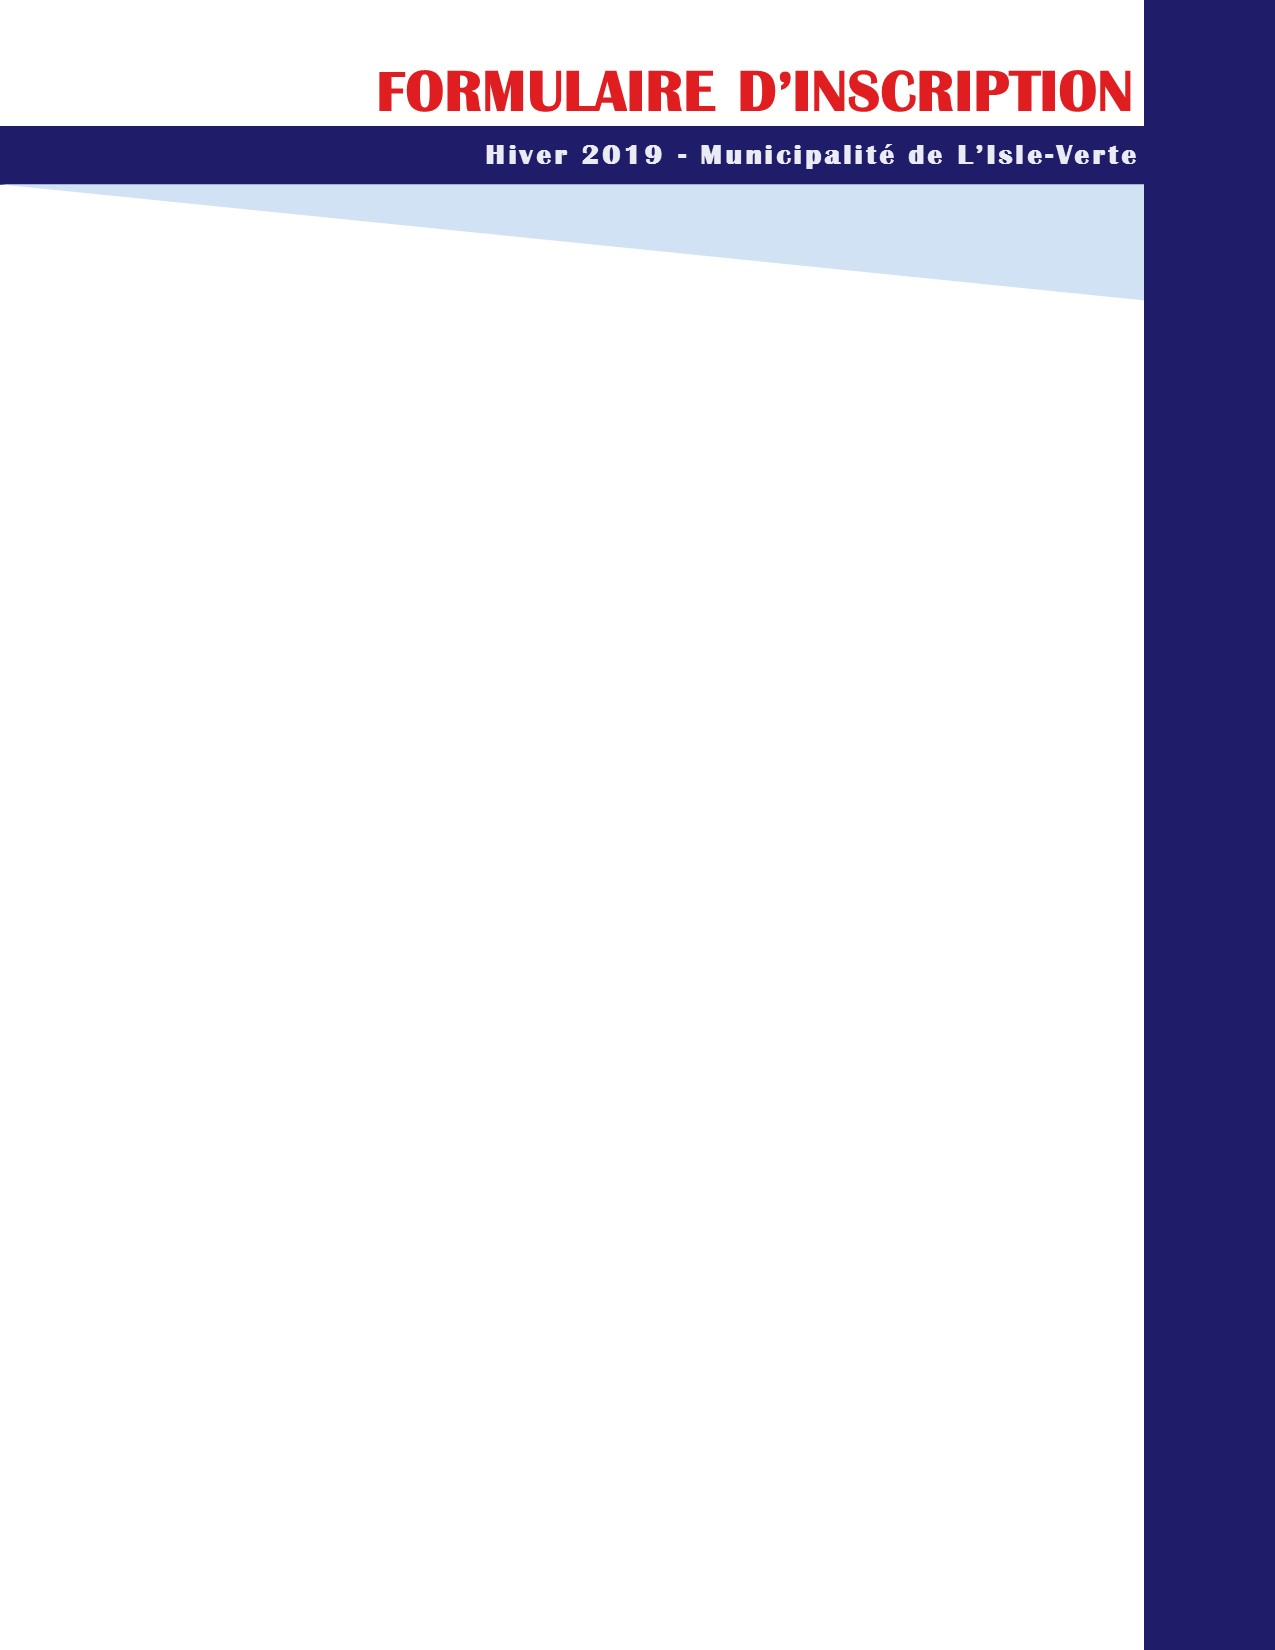 FORMULAIRE D’INSCRIPTION
Hiver 2019 - Municipalité de L’Isle-Verte